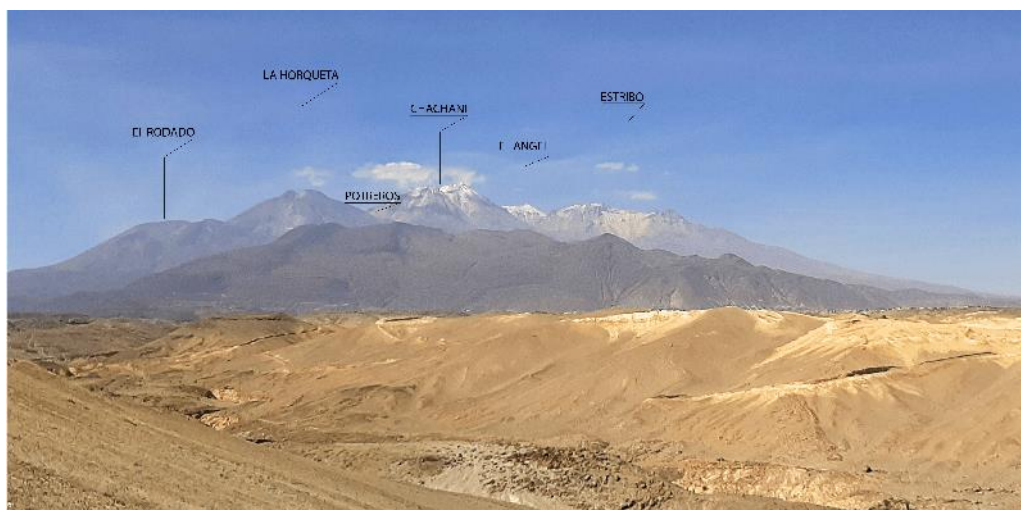 LA HORQUETA
ESTRIBO
CHACHANI
EL RODADO
EL ANGEL
POTREROS